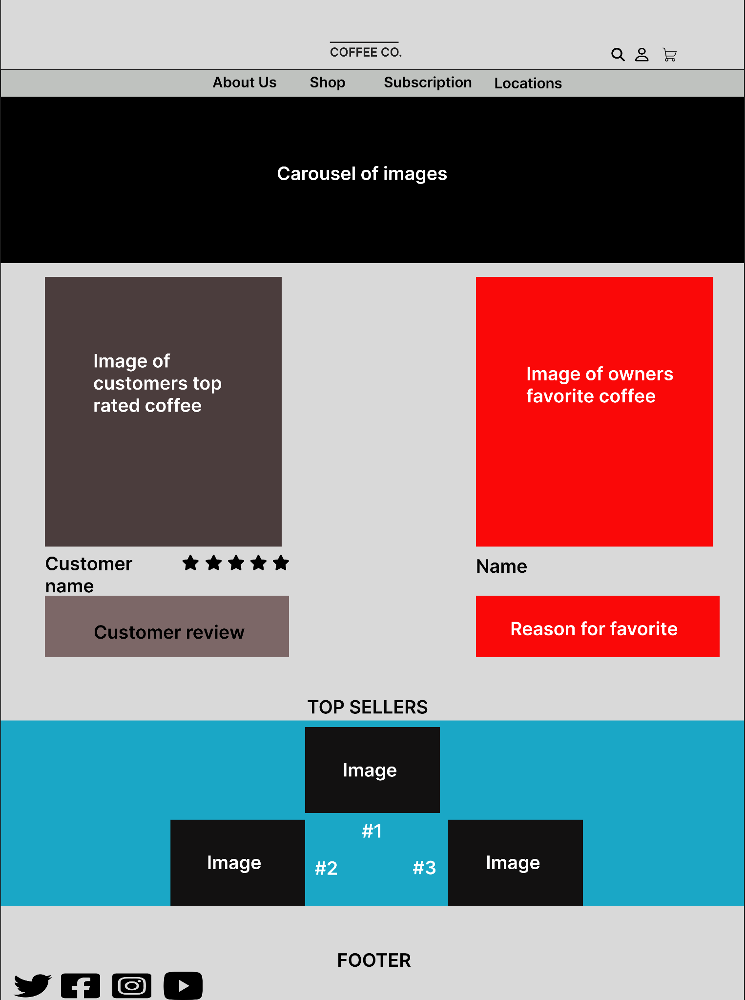 COFFEE CO.
About Us
Shop
Subscription
Locations
Carousel of images
Image of
customers top
rated coffee
Image of owners
favorite coffee
Customer
name
Name
Customer review
Reason for favorite
TOP SELLERS
Image
#1
Image
#2
#3
Image
FOOTER